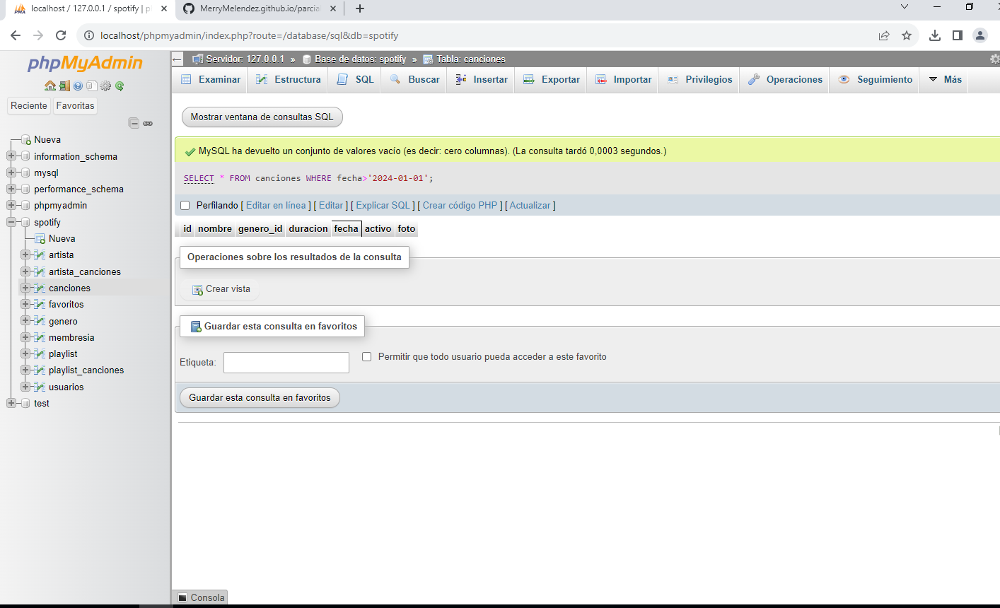 localhost / 127.0.0.1 / spotify | p
MerryMelendez.github.io/parcia
localhost/phpmyadmin/index.php?route=/database/sql&db=spotify
phpMyAdmin
Reciente Favoritas
Nueva
information_schema
mysql
performance_schema
phpmyadmin
spotify
Nueva
artista
artista_canciones
canciones
favoritos
genero
membresia
playlist
playlist_canciones
usuarios
test
Servidor: 127.0.0.1 » Base de datos: spotify » Tabla: canciones
Examinar Estructura SQL Buscar Insertar Exportar Importar Privilegios Operaciones Seguimiento Más
Mostrar ventana de consultas SQL
MySQL ha devuelto un conjunto de valores vacío (es decir: cero columnas). (La consulta tardó 0,0003 segundos.)
SELECT * FROM canciones WHERE fecha>'2024-01-01';
Perfilando [ Editar en línea ] [ Editar ] [ Explicar SQL ] [ Crear código PHP ] [ Actualizar ]
id nombre genero_id duracion fecha activo foto
Operaciones sobre los resultados de la consulta
Crear vista
Guardar esta consulta en favoritos
Etiqueta: Permitir que todo usuario pueda acceder a este favorito
Guardar esta consulta en favoritos
Consola